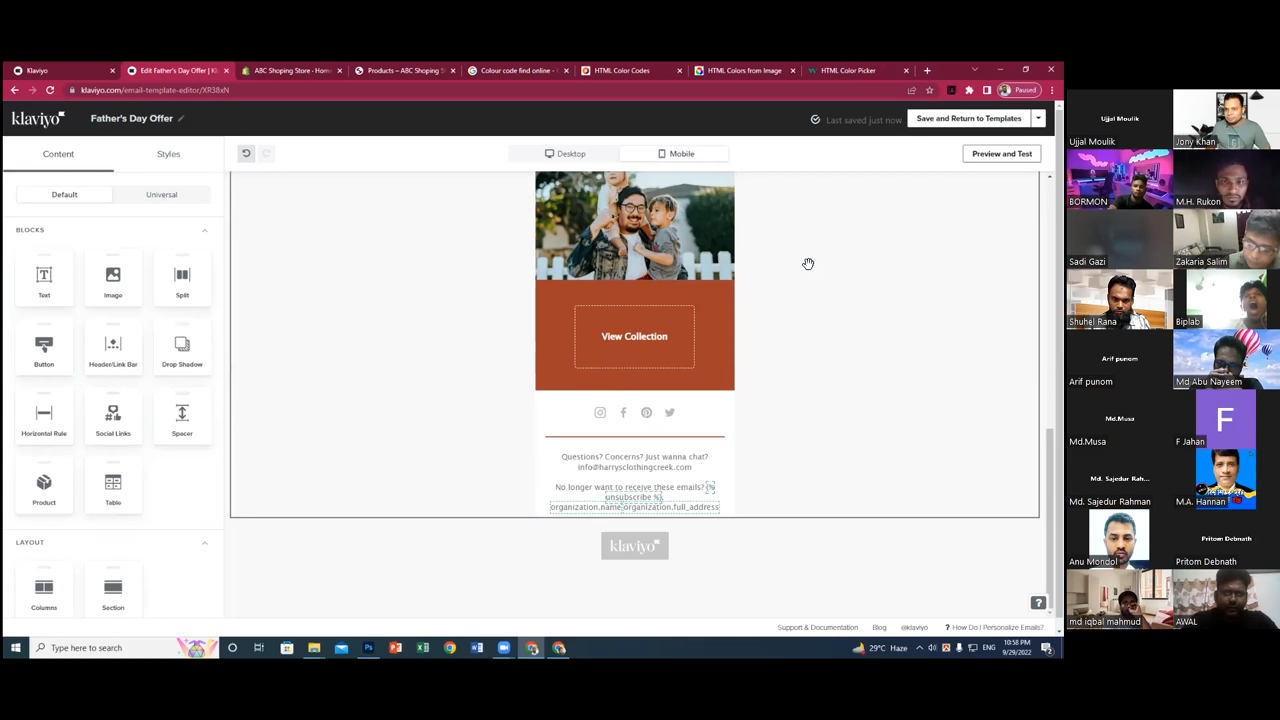 Klaviyo
Edit Father's Day Offer | Kl
ABC Shoping Store · Hom
Products – ABC Shoping S
Colour code find online -
HTML Color Codes
HTML Colors from Image
HTML Color Picker
klaviyo.com/email-template-editor/XR38xN
Paused
klaviyo
Father's Day Offer
Last saved just now
Save and Return to Templates
Content
Styles
Desktop
Mobile
Preview and Test
Default
Universal
BLOCKS
Text
Image
Split
Button
Header/Link Bar
Drop Shadow
Horizontal Rule
Social Links
Spacer
Product
Table
LAYOUT
Columns
Section
View Collection
Questions? Concerns? Just wanna chat?
info@harrysclothingcreek.com
No longer want to receive these emails? {%
unsubscribe %}.
organization.name organization.full_address
klaviyo
?
Support & Documentation
Blog
@klaviyo
? How Do I Personalize Emails?
Type here to search
29°C Haze
ENG
10:58 PM
9/29/2022
2
Ujjal Moulik
Ujjal Moulik
Jony Khan
BORMON
M.H. Rukon
Sadi Gazi
Zakaria Salim
Shuhel Rana
Biplab
Arif punom
Arif punom
Md Abu Nayeem
Md.Musa
Md.Musa
F
F Jahan
Md. Sajedur Rah...
Md. Sajedur Rahman
M.A. Hannan
Anu Mondol
Pritom Debnath
Pritom Debnath
md iqbal mahmud
AWAL